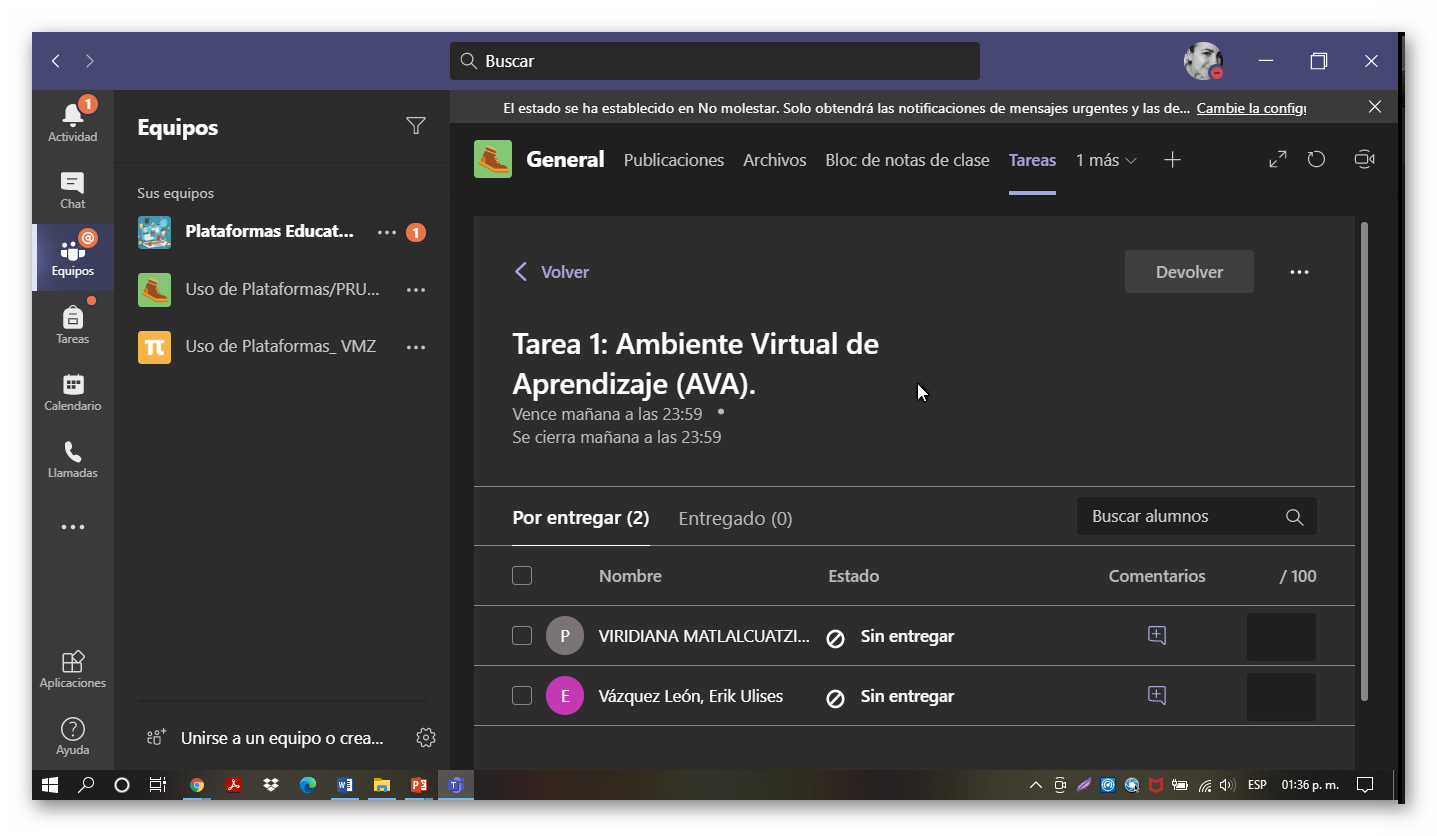 Buscar
El estado se ha establecido en No molestar. Solo obtendrá las notificaciones de mensajes urgentes y las de... Cambie la configu
1
Actividad
Chat
@
Equipos
Tareas
Calendario
Llamadas
Aplicaciones
Ayuda
Equipos
Sus equipos
Plataformas Educat... ... 1
Uso de Plataformas/PRU... ...
π Uso de Plataformas_ VMZ ...
Unirse a un equipo o crea...
General Publicaciones Archivos Bloc de notas de clase Tareas 1 más
Volver Devolver ...
Tarea 1: Ambiente Virtual de
Aprendizaje (AVA).
Vence mañana a las 23:59 •
Se cierra mañana a las 23:59
Por entregar (2) Entregado (0) Buscar alumnos
Nombre Estado Comentarios / 100
P VIRIDIANA MATLALCUATZI... Sin entregar
E Vázquez León, Erik Ulises Sin entregar
ESP 01:36 p. m.